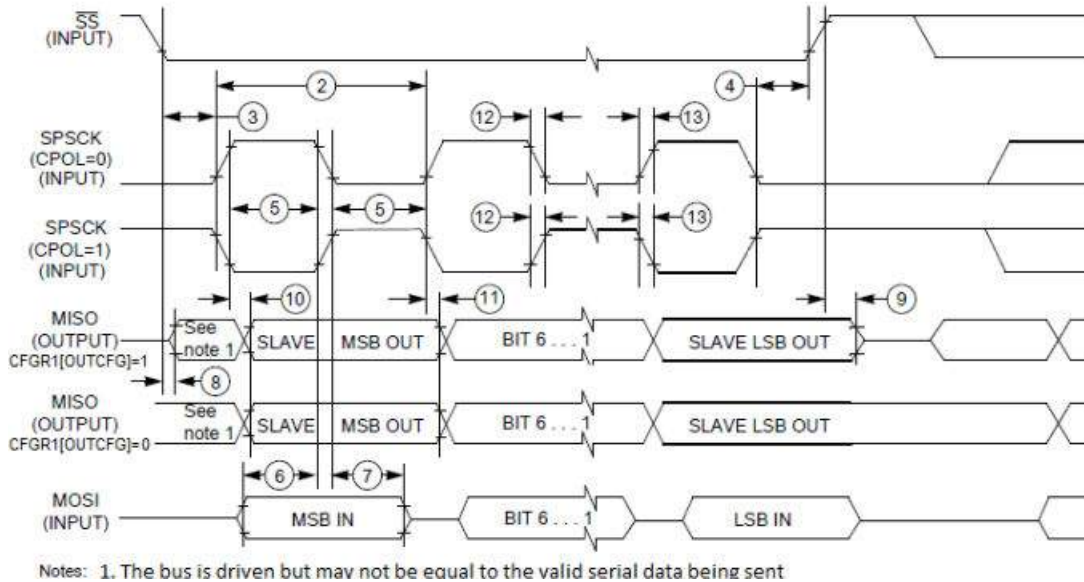 SS
(INPUT)
2
4
3
12
13
SPSCK
(CPOL=0)
(INPUT)
5
5
SPSCK
(CPOL=1)
(INPUT)
12
13
10
11
9
MISO
(OUTPUT)
CFGR1[OUTCFG]=1
See
note 1
SLAVE
MSB OUT
BIT 6 . . . 1
SLAVE LSB OUT
8
MISO
(OUTPUT)
CFGR1[OUTCFG]=0
See
note 1
SLAVE
MSB OUT
BIT 6 . . . 1
SLAVE LSB OUT
6
7
MOSI
(INPUT)
MSB IN
BIT 6 . . . 1
LSB IN
Notes: 1. The bus is driven but may not be equal to the valid serial data being sent